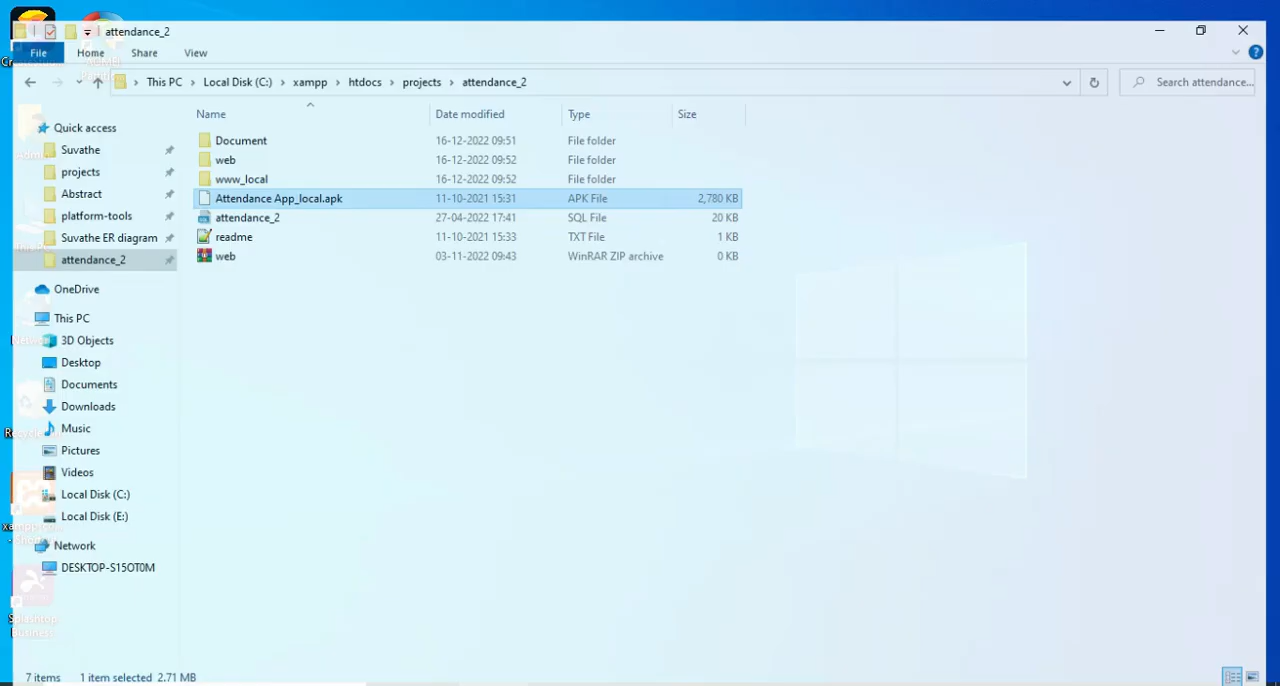 attendance_2
File Home Share View
This PC › Local Disk (C:) › xampp › htdocs › projects › attendance_2
Search attendance...
Name Date modified Type Size
Quick access
Suvathe
projects
Abstract
platform-tools
Suvathe ER diagram
attendance_2
OneDrive
This PC
3D Objects
Desktop
Documents
Downloads
Music
Pictures
Videos
Local Disk (C:)
Local Disk (E:)
Network
DESKTOP-S15OT0M
Document 16-12-2022 09:51 File folder
web 16-12-2022 09:52 File folder
www_local 16-12-2022 09:52 File folder
Attendance App_local.apk 11-10-2021 15:31 APK File 2,780 KB
attendance_2 27-04-2022 17:41 SQL File 20 KB
readme 11-10-2021 15:33 TXT File 1 KB
web 03-11-2022 09:43 WinRAR ZIP archive 0 KB
Splashtop
7 items 1 item selected 2.71 MB